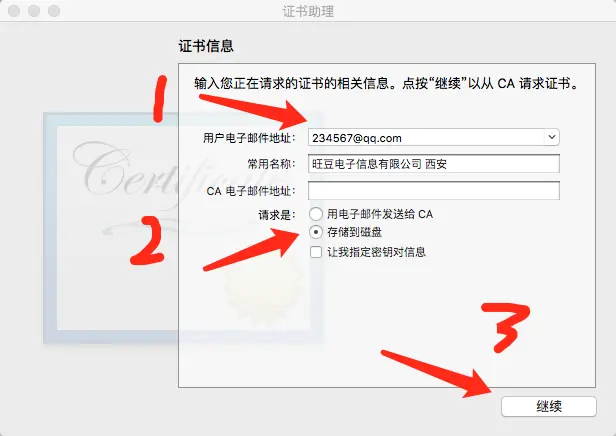 证书助理
证书信息
输入您正在请求的证书的相关信息。点按“继续”以从 CA 请求证书。
1
用户电子邮件地址: 234567@qq.com
常用名称: 旺豆电子信息有限公司 西安
CA 电子邮件地址:
请求是: 用电子邮件发送给 CA
2
存储到磁盘
让我指定密钥对信息
3
继续
Certificate